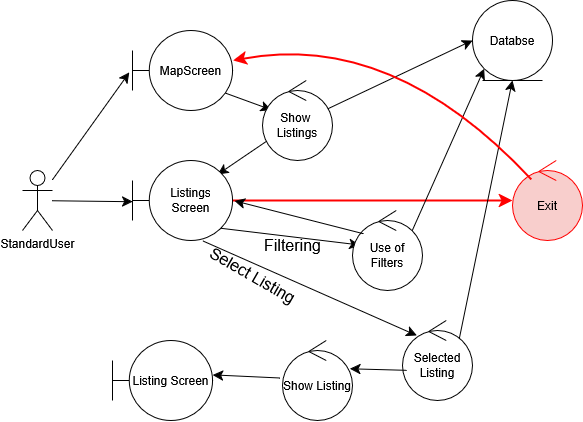 Databse
MapScreen
Show
Listings
Listings
Screen
Exit
StandardUser
Filtering
Use of
Filters
Select Listing
Selected
Listing
Listing Screen
Show Listing